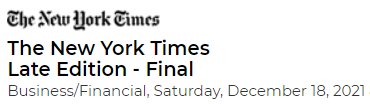 The New York Times
The New York Times
Late Edition - Final
Business/Financial, Saturday, December 18, 2021